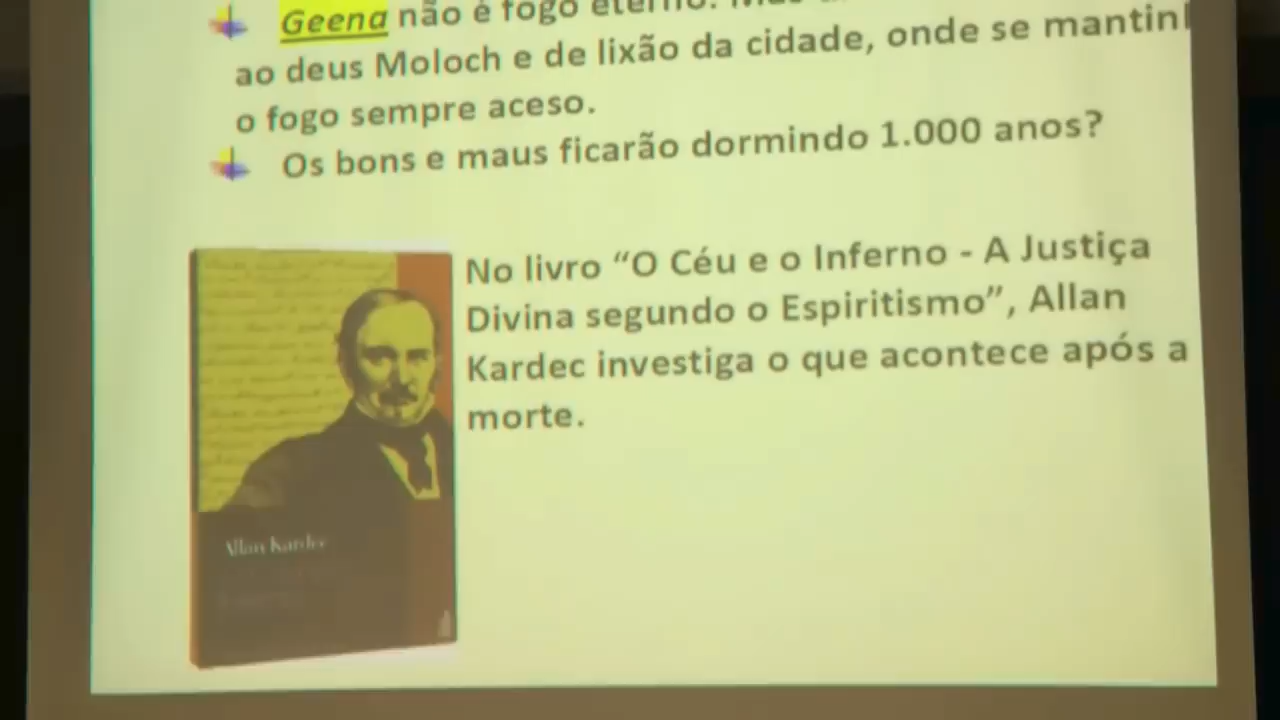 Geena não é fogo eterno.
ao deus Moloch e de lixão da cidade, onde se
o fogo sempre aceso.
Os bons e maus ficarão dormindo 1.000 anos?
No livro “O Céu e o Inferno - A Justiça
Divina segundo o Espiritismo”, Allan
Kardec investiga o que acontece após a
morte.
Allan Kardec